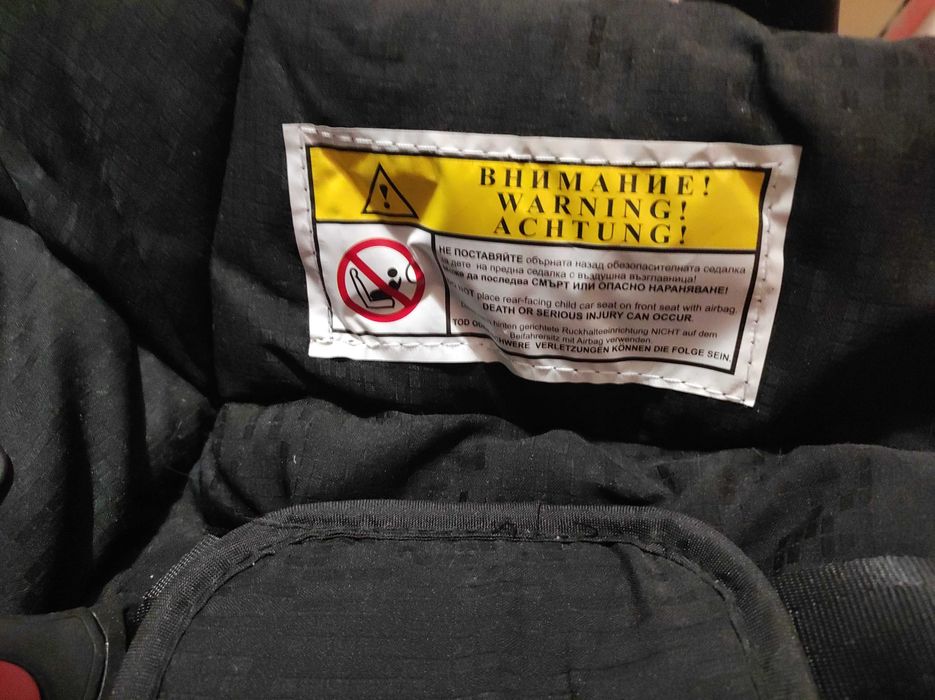 ВНИМАНИЕ!
WARNING!
ACHTUNG!
НЕ ПОСТАВЯЙТЕ обърната назад обезопасителната седалка
за дете на предна седалка с въздушна възглавница!
може да последва СМЪРТ ИЛИ ОПАСНО НАРАНЯВАНЕ!
NOT place rear-facing child car seat on front seat with airbag.
DEATH OR SERIOUS INJURY CAN OCCUR.
hinten gerichtete Ruckhalteeinrichtung NICHT auf dem
Beifahrersitz mit Airbag verwenden
TOD VERLETZUNGEN KÖNNEN DIE FOLGE SEIN.